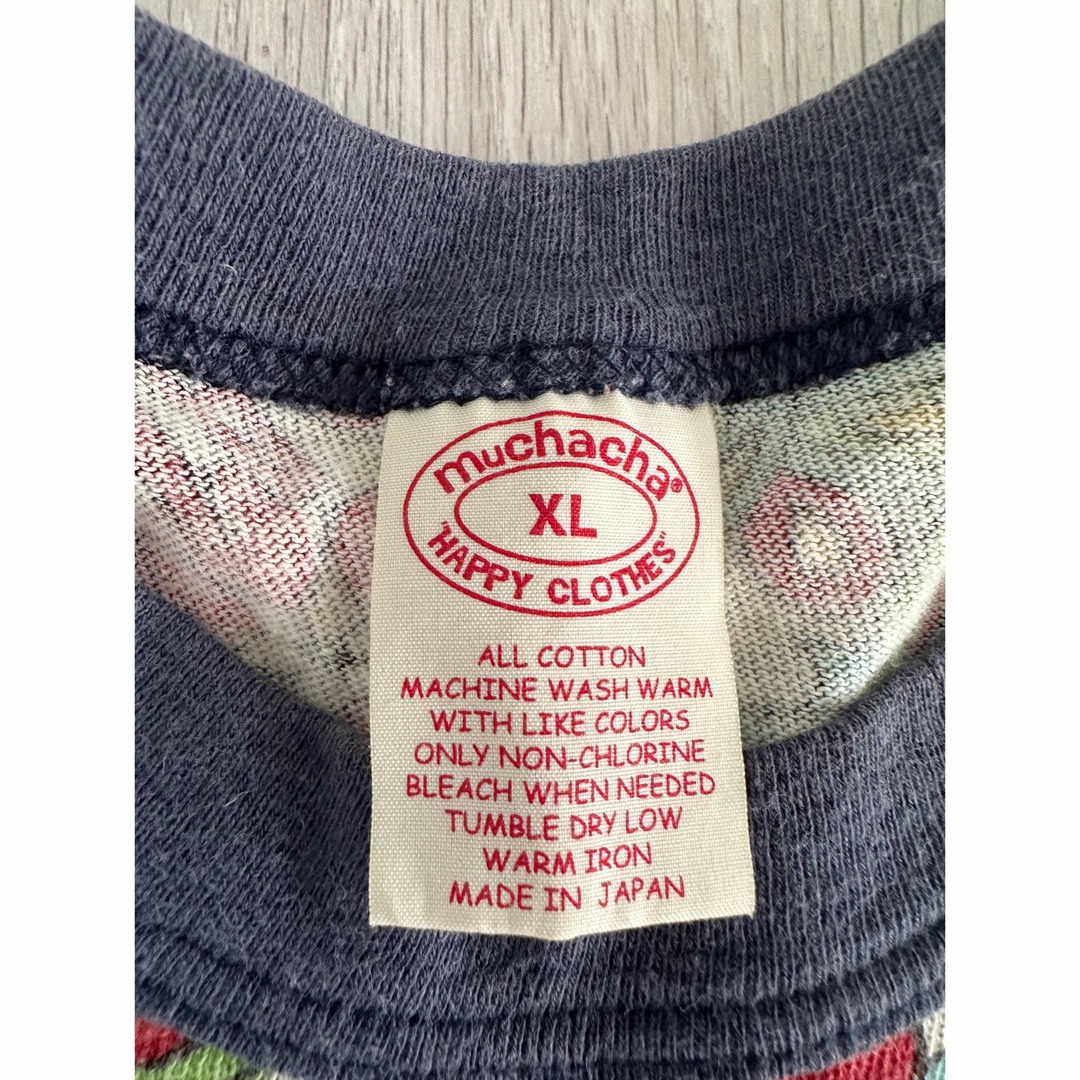 muchacha®
XL
"HAPPY CLOTHES"
ALL COTTON
MACHINE WASH WARM
WITH LIKE COLORS
ONLY NON-CHLORINE
BLEACH WHEN NEEDED
TUMBLE DRY LOW
WARM IRON
MADE IN JAPAN